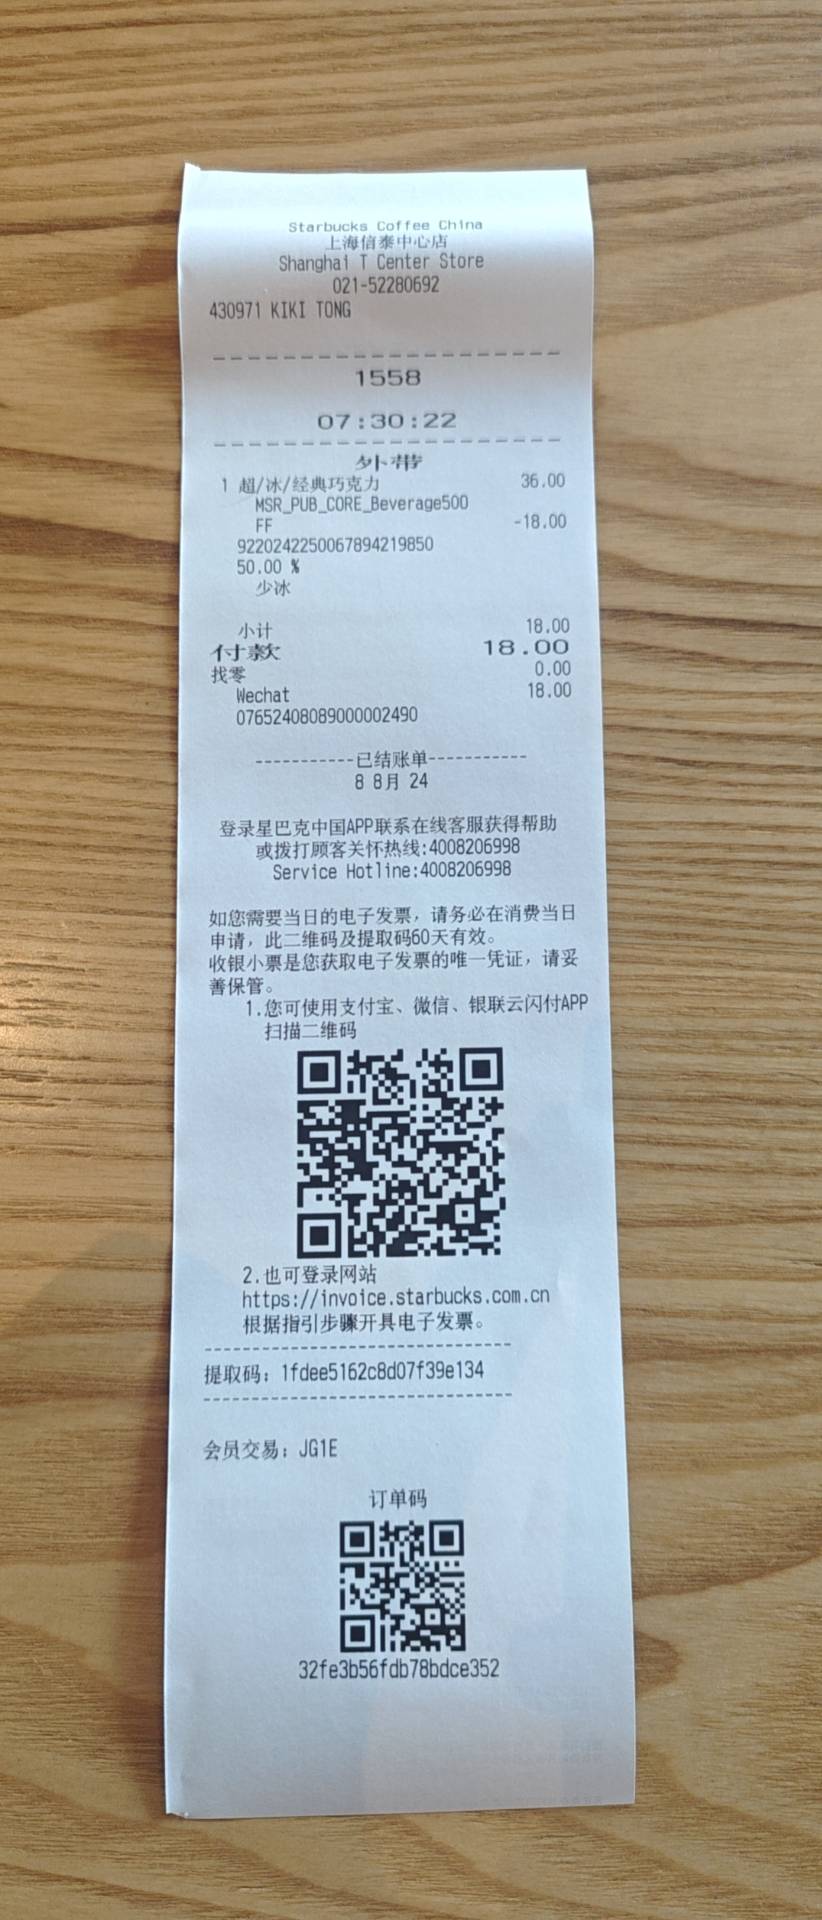 Starbucks Coffee China
上海信泰中心店
Shanghai T Center Store
021-52280692
430971 KIKI TONG
1558
07:30:22
外带
1 超/冰/经典巧克力 36.00
MSR_PUB_CORE_Beverage500
FF -18.00
9220242250067894219850
50.00 %
少冰
小计 18.00
付款 18.00
找零 0.00
Wechat 18.00
07652408089000002490
-----------已结账单-----------
8 8月 24
登录星巴克中国APP联系在线客服获得帮助
或拨打顾客关怀热线:4008206998
Service Hotline:4008206998
如您需要当日的电子发票，请务必在消费当日
申请，此二维码及提取码60天有效。
收银小票是您获取电子发票的唯一凭证，请妥
善保管。
1.您可使用支付宝、微信、银联云闪付APP
扫描二维码
2.也可登录网站
https://invoice.starbucks.com.cn
根据指引步骤开具电子发票。
提取码：1fdee5162c8d07f39e134
会员交易：JG1E
订单码
32fe3b56fdb78bdce352